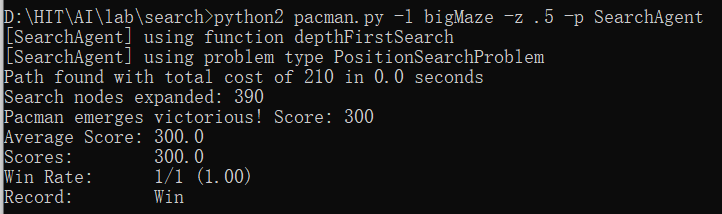 D:\HIT\AI\lab\search>python2 pacman.py -l bigMaze -z .5 -p SearchAgent
[SearchAgent] using function depthFirstSearch
[SearchAgent] using problem type PositionSearchProblem
Path found with total cost of 210 in 0.0 seconds
Search nodes expanded: 390
Pacman emerges victorious! Score: 300
Average Score: 300.0
Scores:        300.0
Win Rate:      1/1 (1.00)
Record:        Win